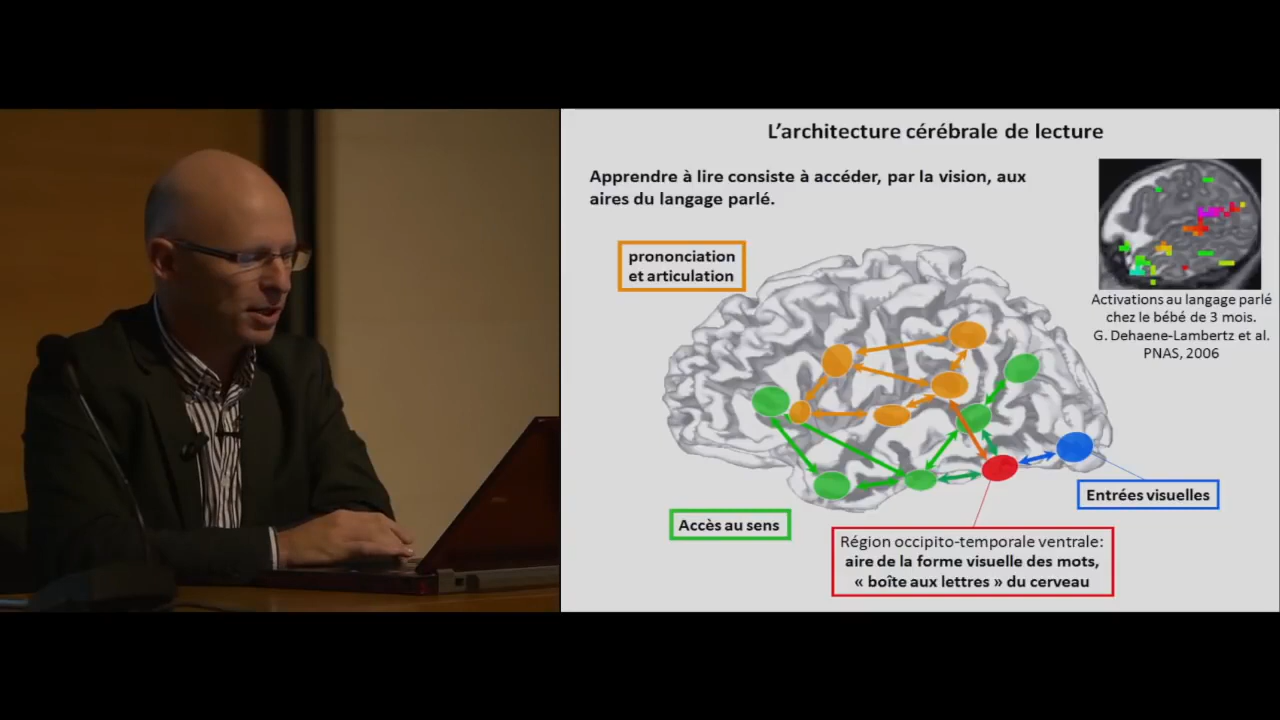 L’architecture cérébrale de lecture
Apprendre à lire consiste à accéder, par la vision, aux
aires du langage parlé.
prononciation
et articulation
Activations au langage parlé
chez le bébé de 3 mois.
G. Dehaene-Lambertz et al.
PNAS, 2006
Entrées visuelles
Accès au sens
Région occipito-temporale ventrale:
aire de la forme visuelle des mots,
« boîte aux lettres » du cerveau